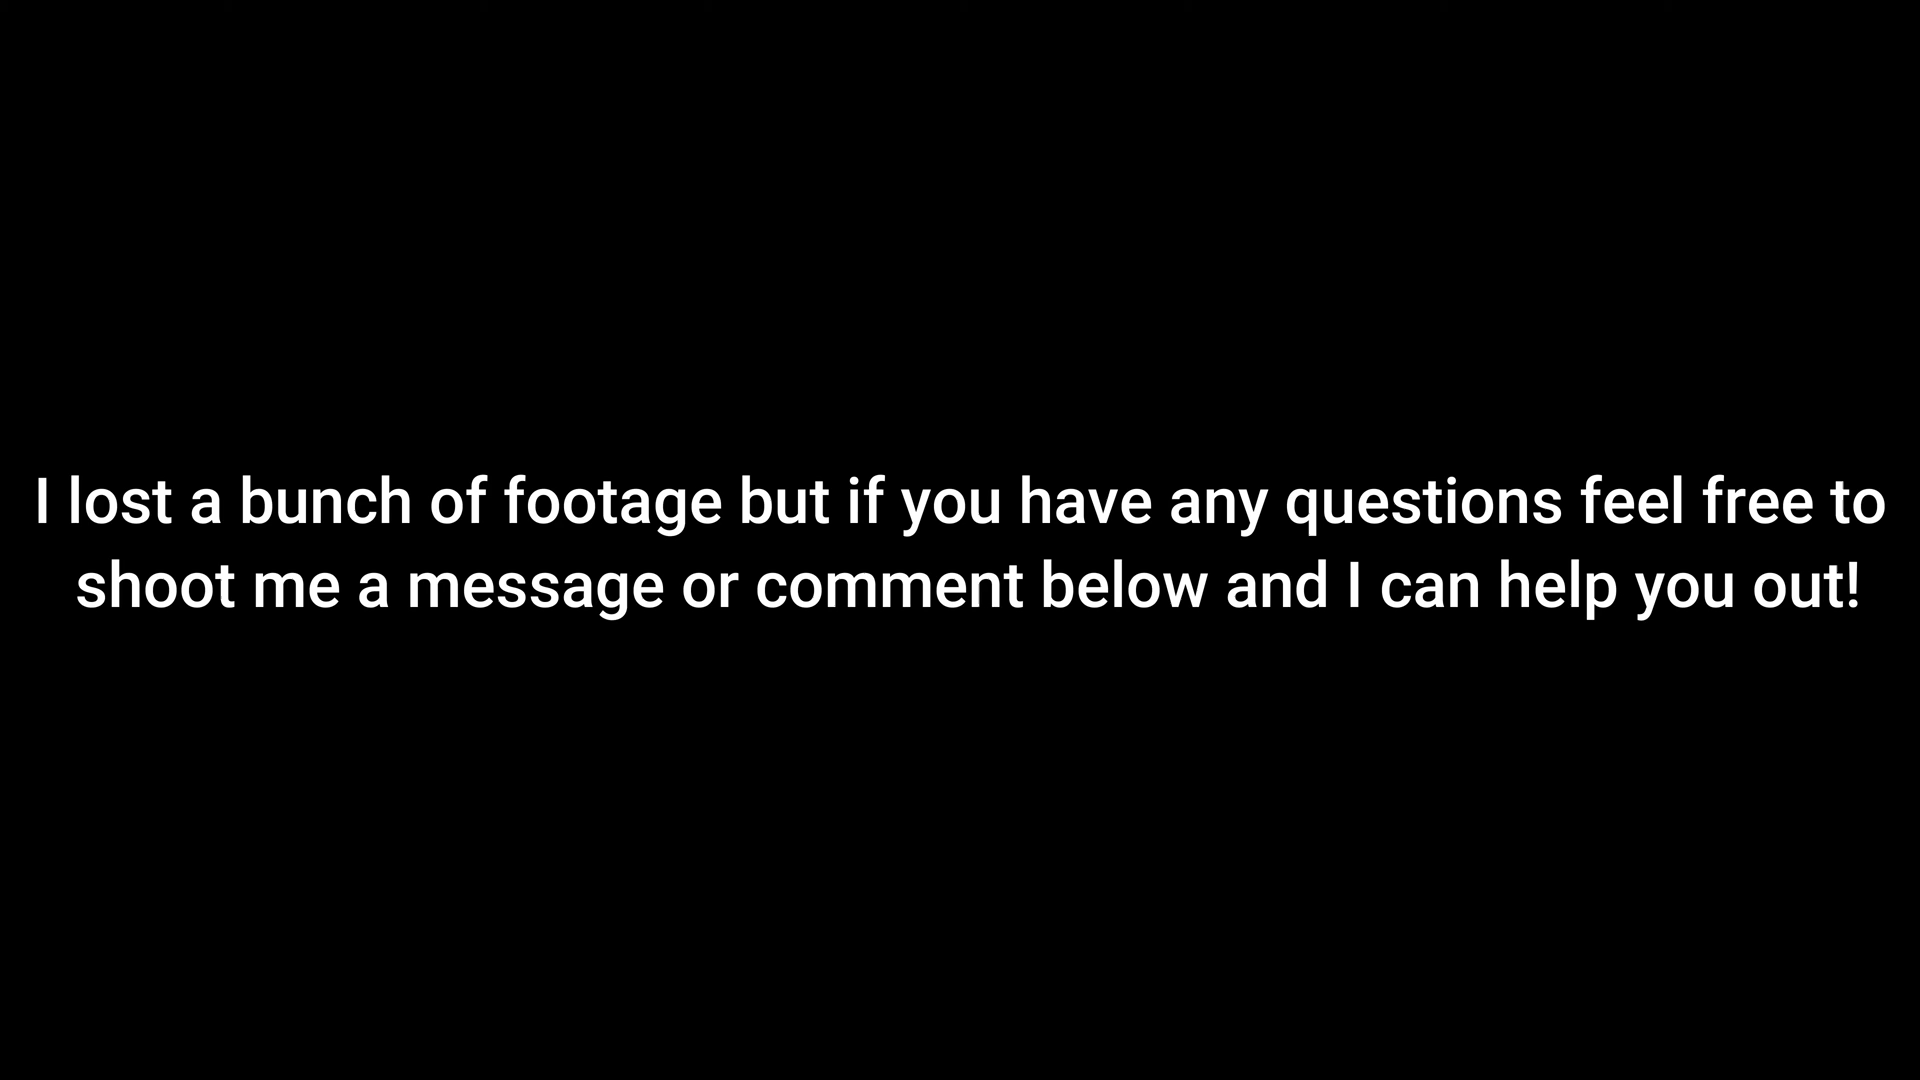 I lost a bunch of footage but if you have any questions feel free to
shoot me a message or comment below and I can help you out!